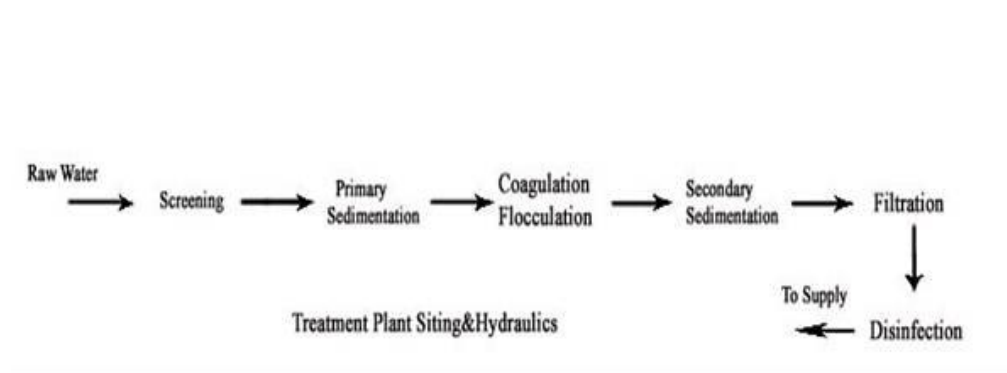 Raw Water
Screening
Primary
Sedimentation
Coagulation
Flocculation
Secondary
Sedimentation
Filtration
To Supply
Disinfection
Treatment Plant Siting&Hydraulics